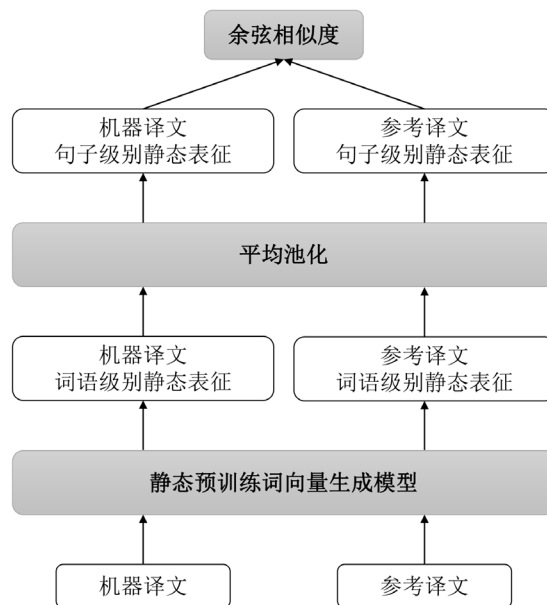 余弦相似度
机器译文
句子级别静态表征
参考译文
句子级别静态表征
平均池化
机器译文
词语级别静态表征
参考译文
词语级别静态表征
静态预训练词向量生成模型
机器译文
参考译文